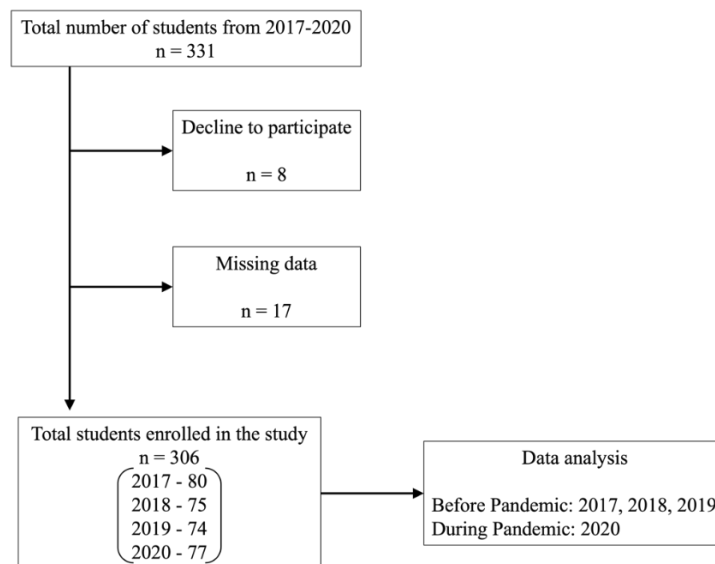 Total number of students from 2017-2020
n = 331
Decline to participate
n = 8
Missing data
n = 17
Total students enrolled in the study
n = 306
2017 - 80
2018 - 75
2019 - 74
2020 - 77
Data analysis
Before Pandemic: 2017, 2018, 2019
During Pandemic: 2020